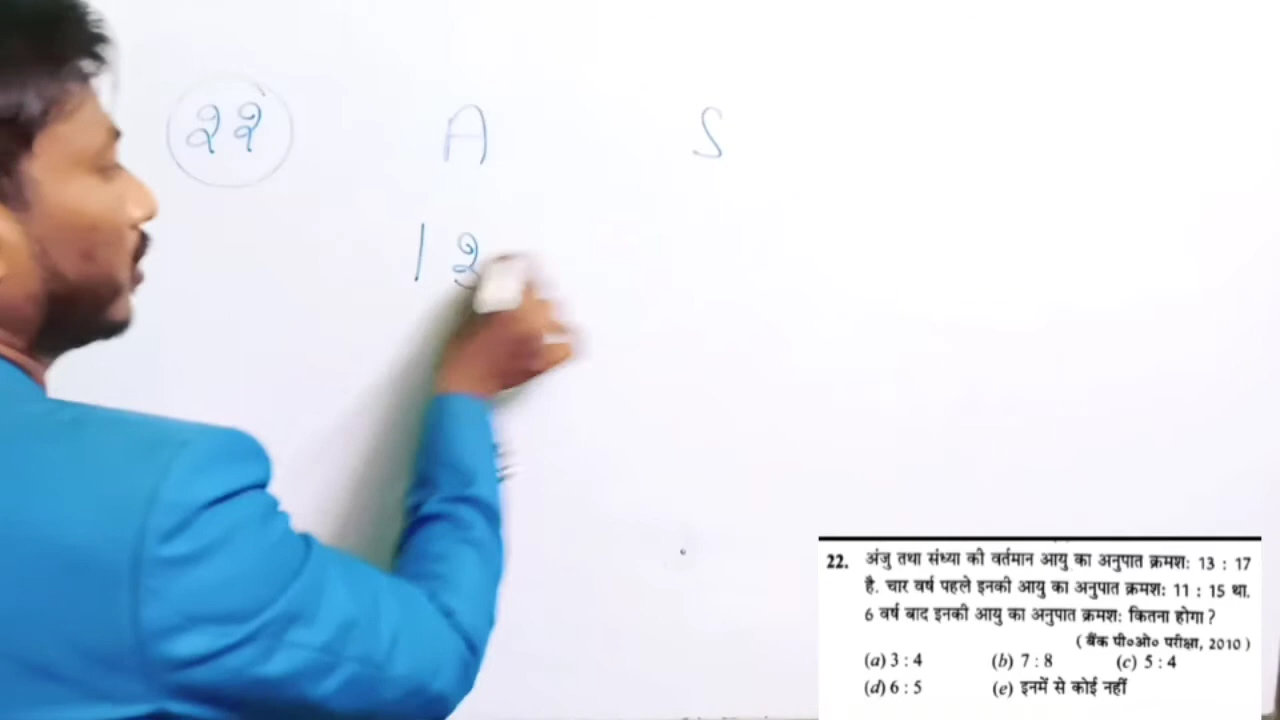 22 A S
13
22. अंजु तथा संध्या की वर्तमान आयु का अनुपात क्रमशः 13 : 17
है. चार वर्ष पहले इनकी आयु का अनुपात क्रमशः 11 : 15 था.
6 वर्ष बाद इनकी आयु का अनुपात क्रमशः कितना होगा ?
( बैंक पी०ओ० परीक्षा, 2010 )
(a) 3 : 4 (b) 7 : 8 (c) 5 : 4
(d) 6 : 5 (e) इनमें से कोई नहीं